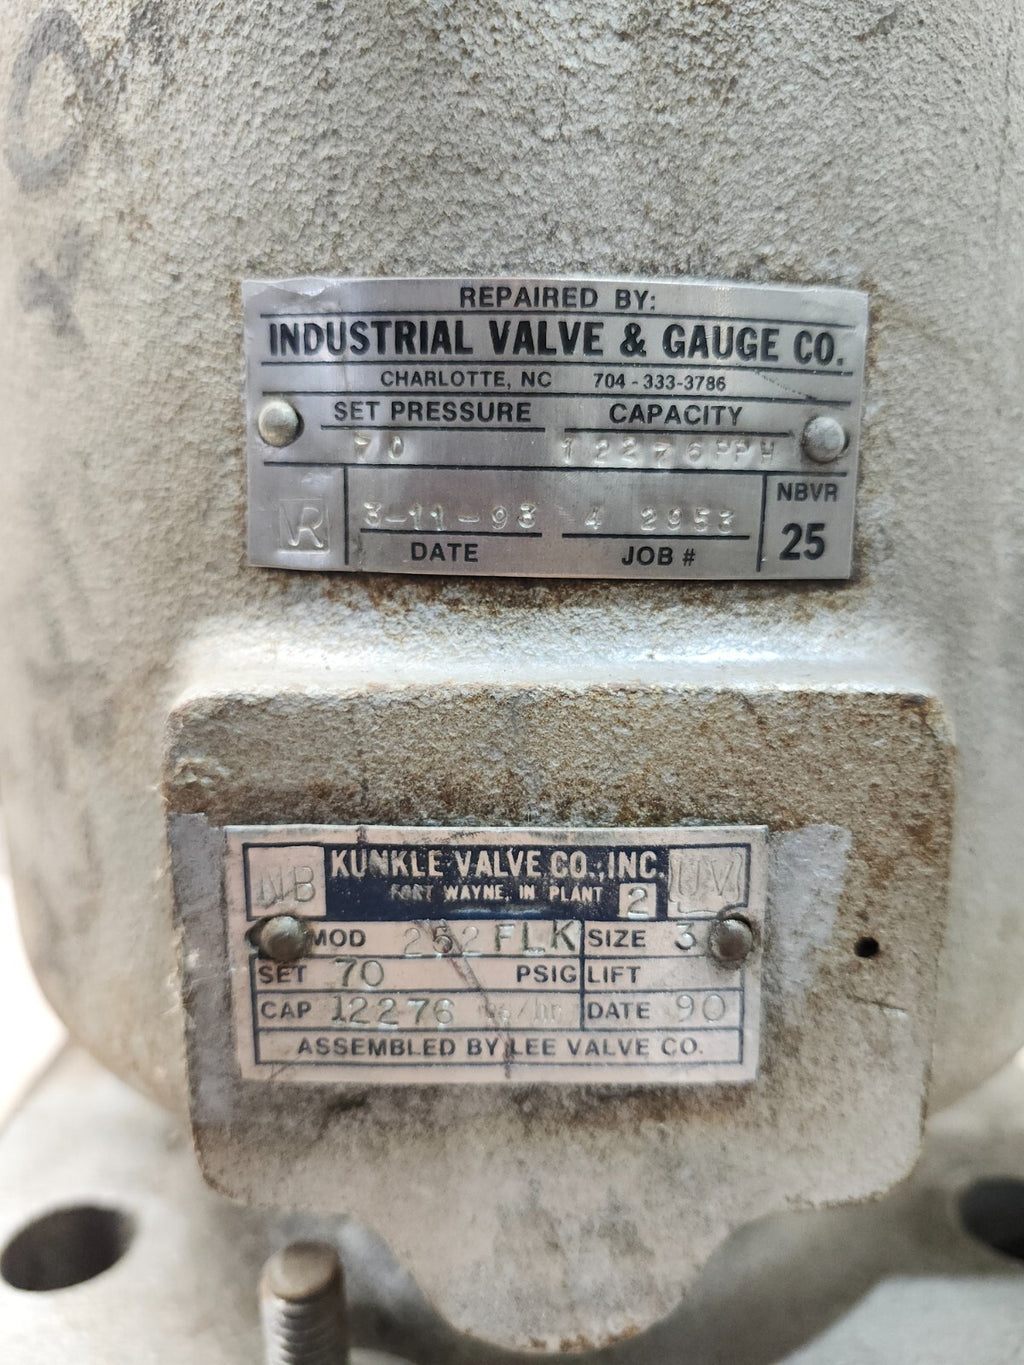 REPAIRED BY:
INDUSTRIAL VALVE & GAUGE CO.
CHARLOTTE, NC 704-333-3786
SET PRESSURE CAPACITY
70 12276PPH
VR 3-11-98 4 2953 NBVR
DATE JOB # 25
NB KUNKLE VALVE CO., INC. UV
FORT WAYNE, IN PLANT 2
MOD 252FLK SIZE 3
SET 70 PSIG LIFT
CAP 12276 /hr DATE 90
ASSEMBLED BY LEE VALVE CO.